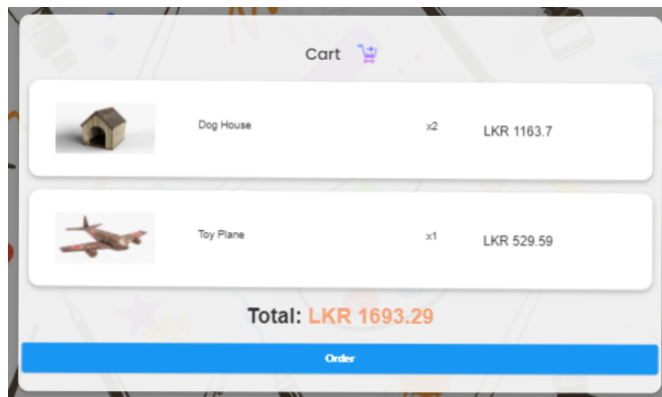 Cart
Dog House x2 LKR 1163.7
Toy Plane x1 LKR 529.59
Total: LKR 1693.29
Order